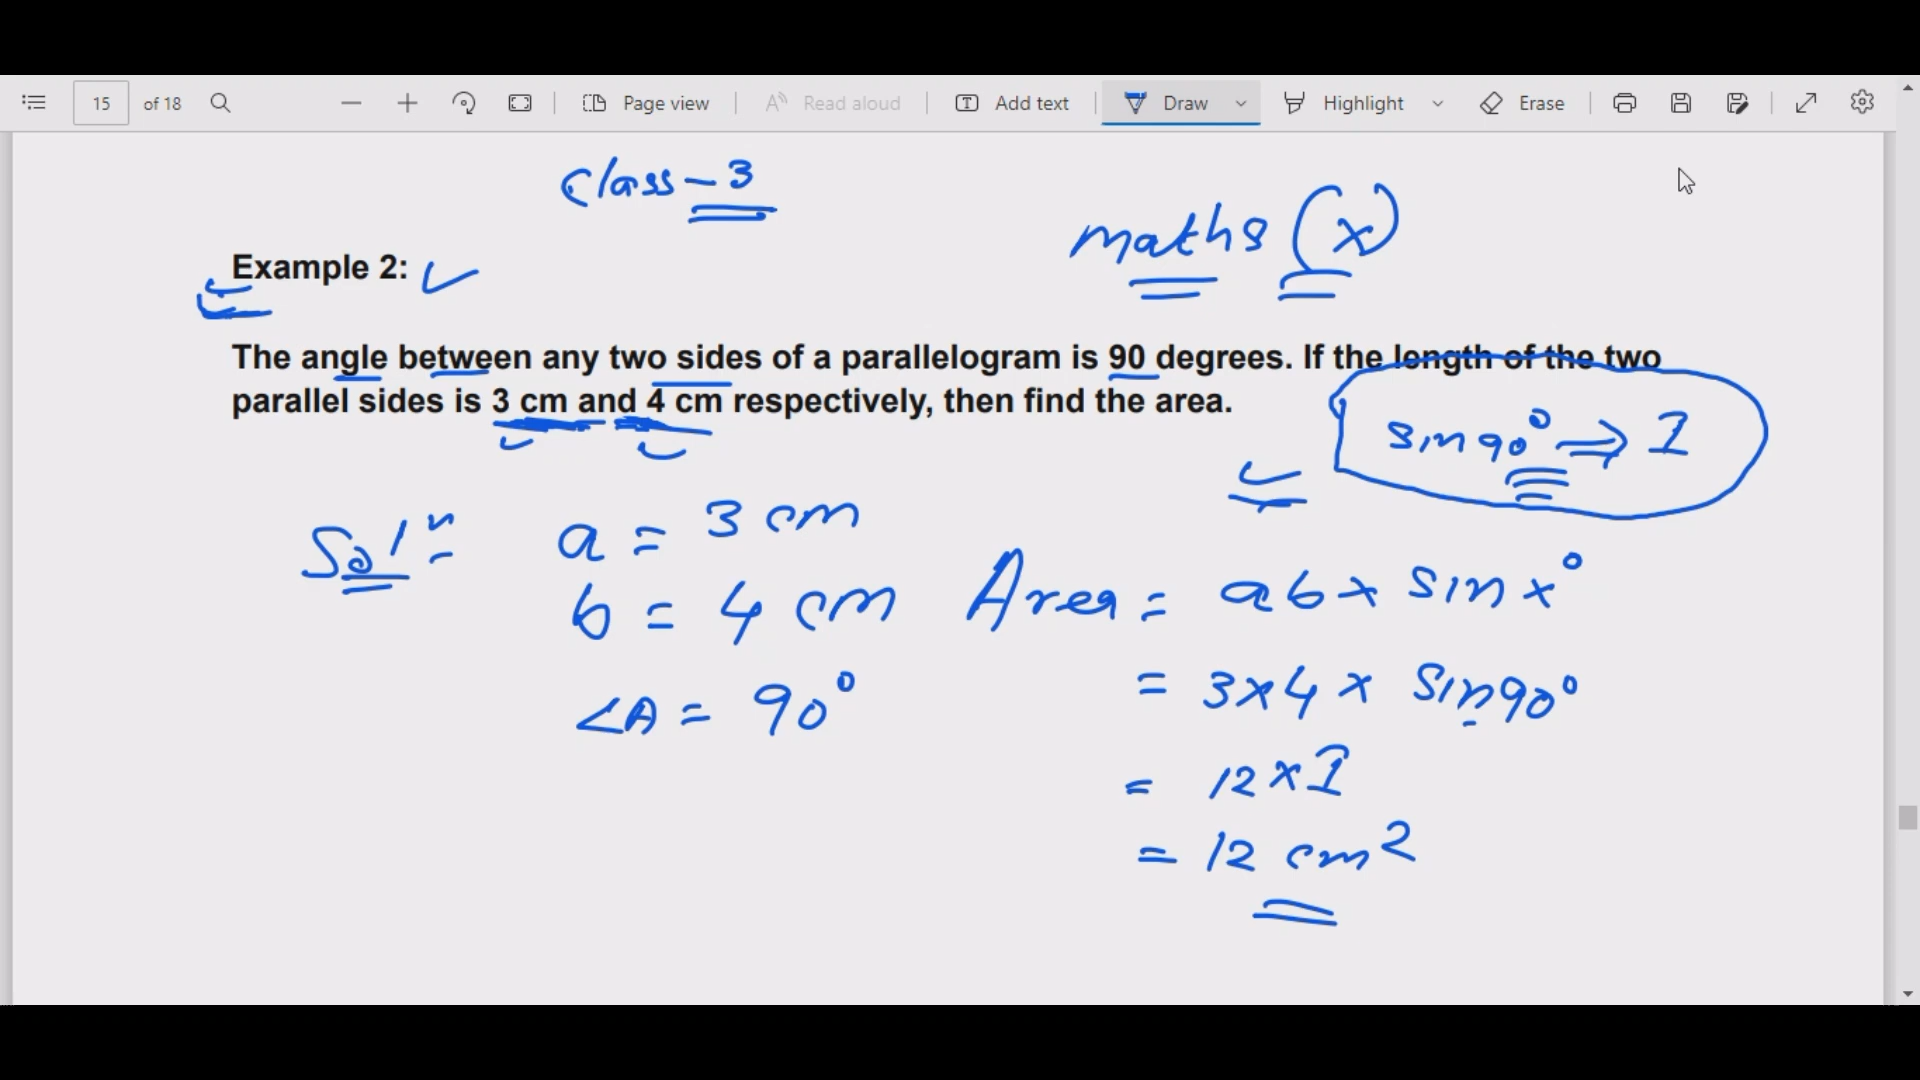 15 of 18 Page view Read aloud Add text Draw Highlight Erase
Class - 3
maths (x)
Example 2:
The angle between any two sides of a parallelogram is 90 degrees. If the length of the two
parallel sides is 3 cm and 4 cm respectively, then find the area.
sin 90° ⇒ 1
Solⁿ =
a = 3 cm
b = 4 cm
∠A = 90°
Area = ab × sin x°
= 3 × 4 × sin 90°
= 12 × 1
= 12 cm²